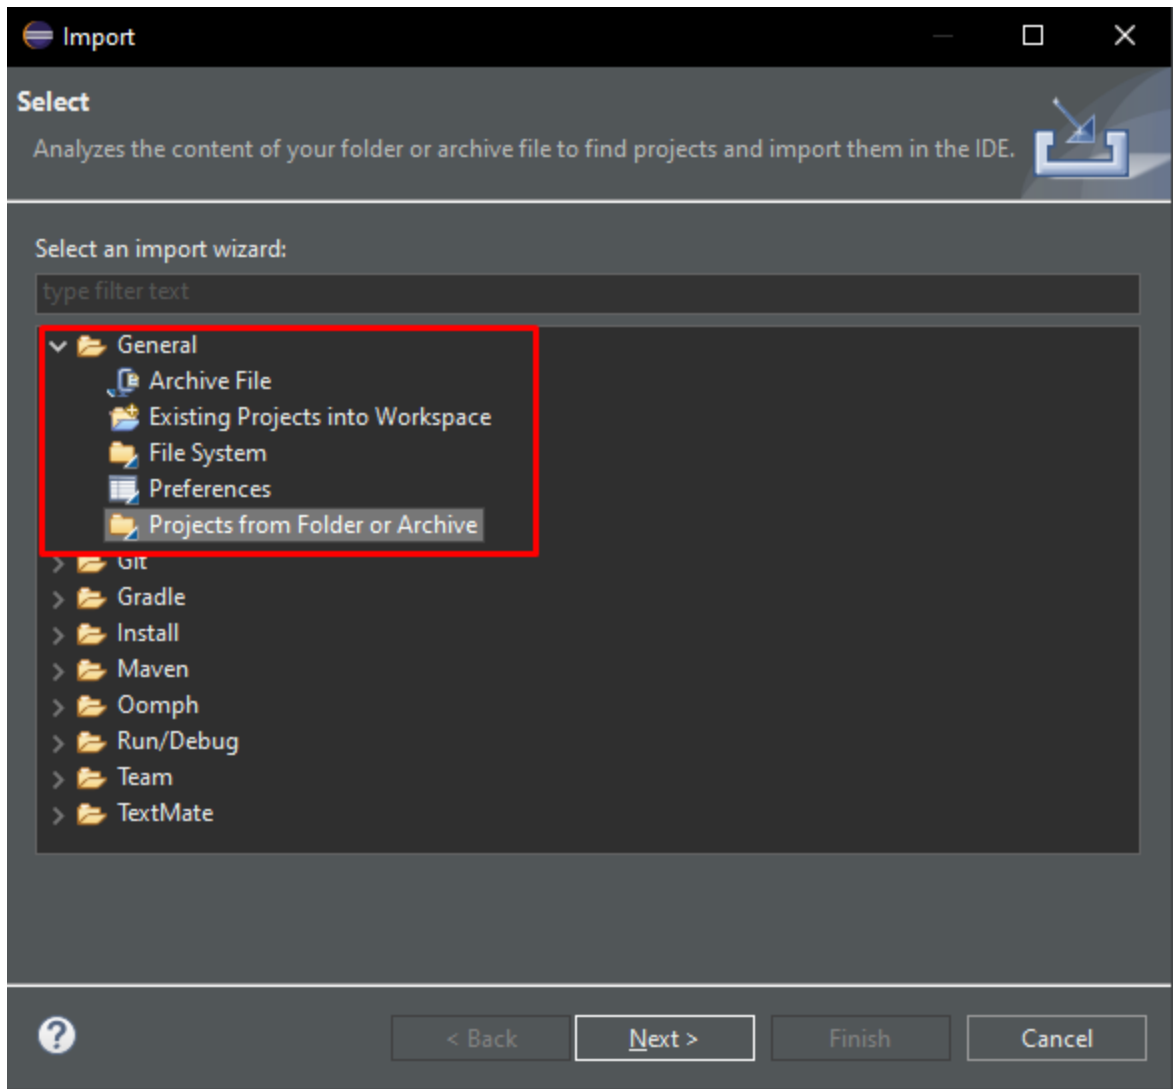 Import
Select
Analyzes the content of your folder or archive file to find projects and import them in the IDE.
Select an import wizard:
type filter text
General
Archive File
Existing Projects into Workspace
File System
Preferences
Projects from Folder or Archive
Git
Gradle
Install
Maven
Oomph
Run/Debug
Team
TextMate
? < Back Next > Finish Cancel